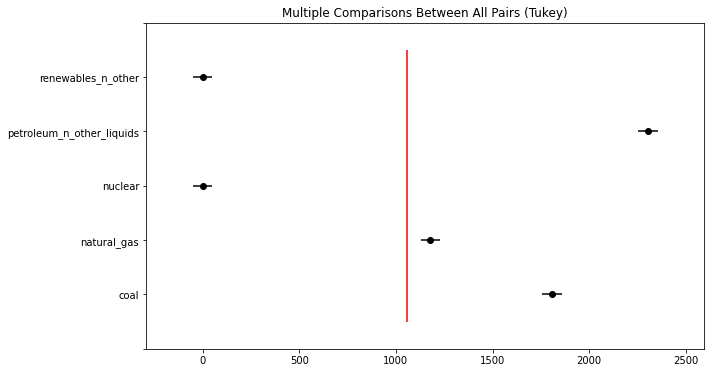 Multiple Comparisons Between All Pairs (Tukey)
renewables_n_other
petroleum_n_other_liquids
nuclear
natural_gas
coal
0 500 1000 1500 2000 2500